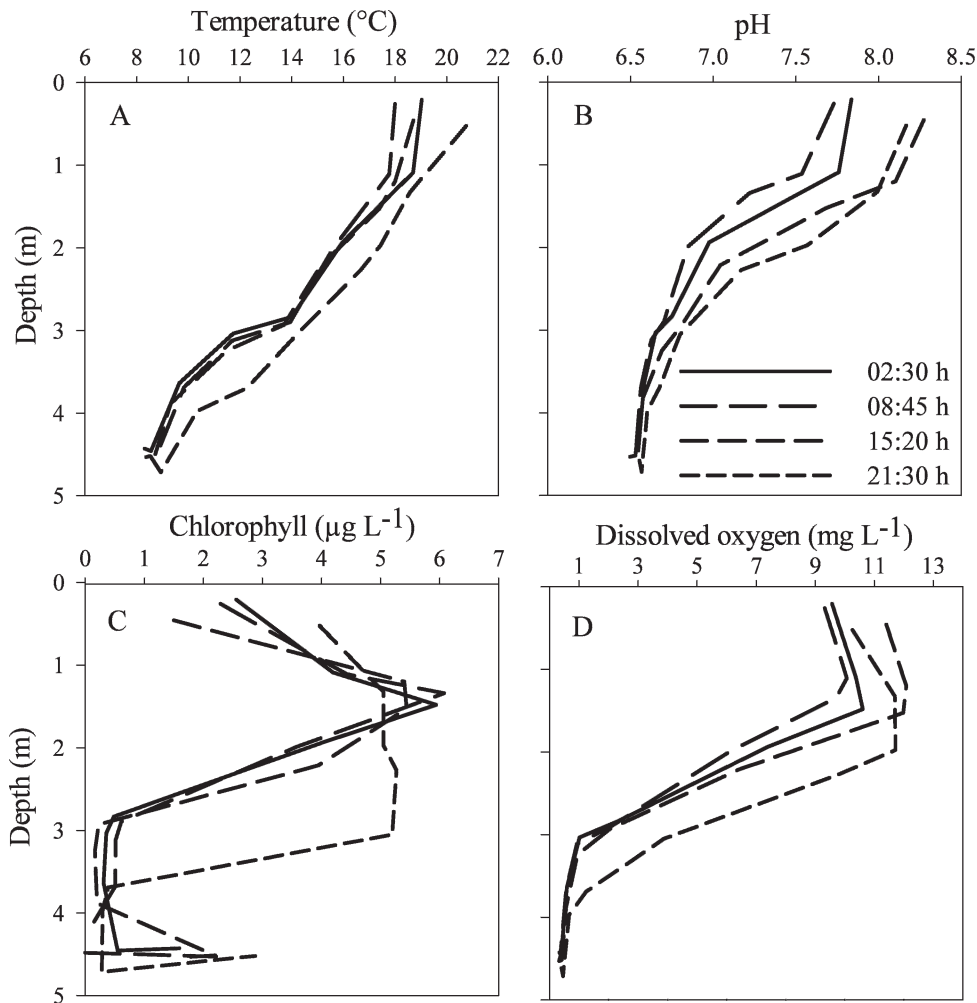 Temperature (°C)
6 8 10 12 14 16 18 20 22
pH
6.0 6.5 7.0 7.5 8.0 8.5
0
1
2
3
4
5
Depth (m)
A
B
02:30 h
08:45 h
15:20 h
21:30 h
Chlorophyll (µg L-1)
0 1 2 3 4 5 6 7
Dissolved oxygen (mg L-1)
1 3 5 7 9 11 13
0
1
2
3
4
5
Depth (m)
C
D